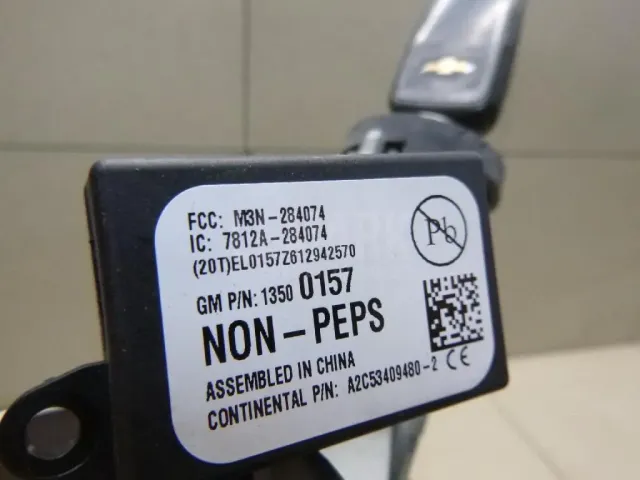 FCC: M3N-284074
IC: 7812A-284074
(20T)EL0157Z612942570
GM P/N: 1350 0157
NON-PEPS
ASSEMBLED IN CHINA
CONTINENTAL P/N: A2C53409480-2 CE
Pb